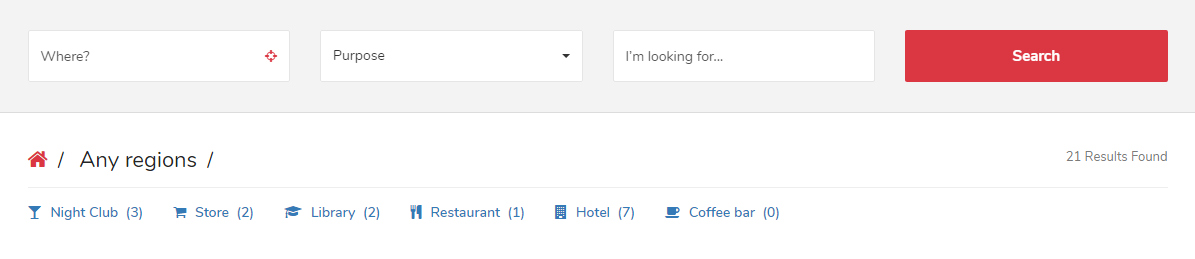 Where? Purpose I'm looking for... Search
/ Any regions / 21 Results Found
Night Club (3) Store (2) Library (2) Restaurant (1) Hotel (7) Coffee bar (0)